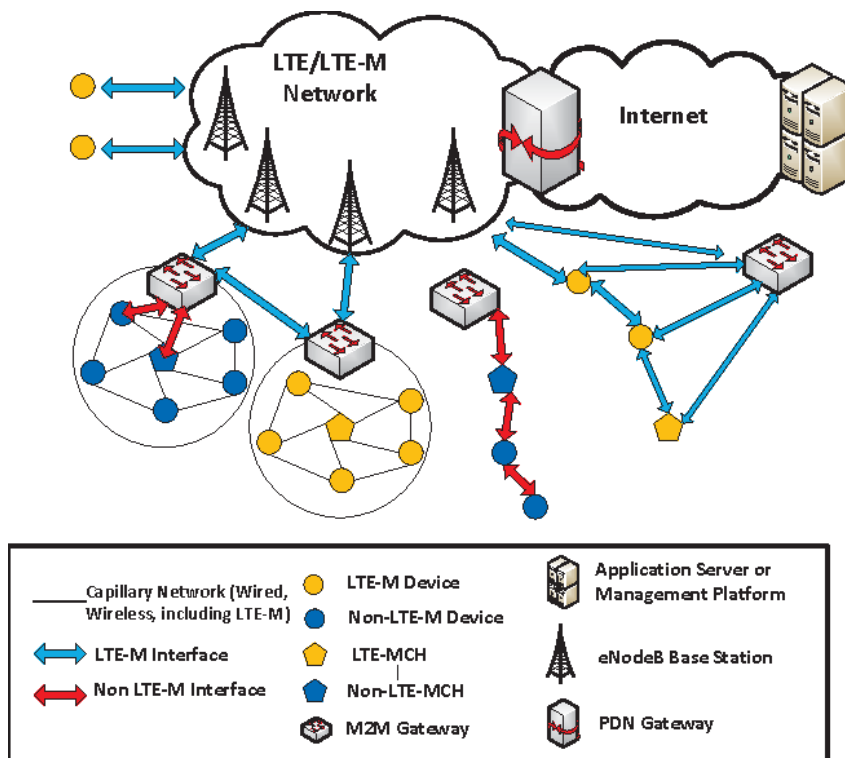 LTE/LTE-M
Network
Internet
Capillary Network (Wired,
Wireless, including LTE-M)
LTE-M Interface
Non LTE-M Interface
LTE-M Device
Non-LTE-M Device
LTE-MCH
Non-LTE-MCH
M2M Gateway
Application Server or
Management Platform
eNodeB Base Station
PDN Gateway